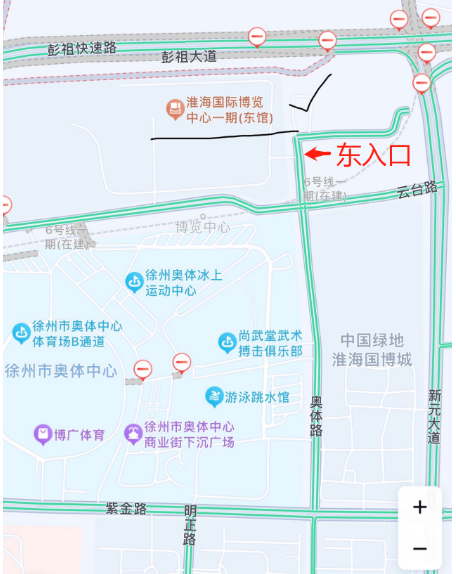 彭祖快速路
彭祖大道
淮海国际博览
中心一期(东馆)
东入口
6号线一
期(在建)
云台路
博览中心
6号线一
期(在建)
徐州奥体冰上
运动中心
徐州市奥体中心
体育场B通道
尚武堂武术
搏击俱乐部
中国绿地
淮海国博城
徐州市奥体中心
游泳跳水馆
奥体路
新元大道
博广体育
徐州市奥体中心
商业街下沉广场
紫金路
明正路
+
−